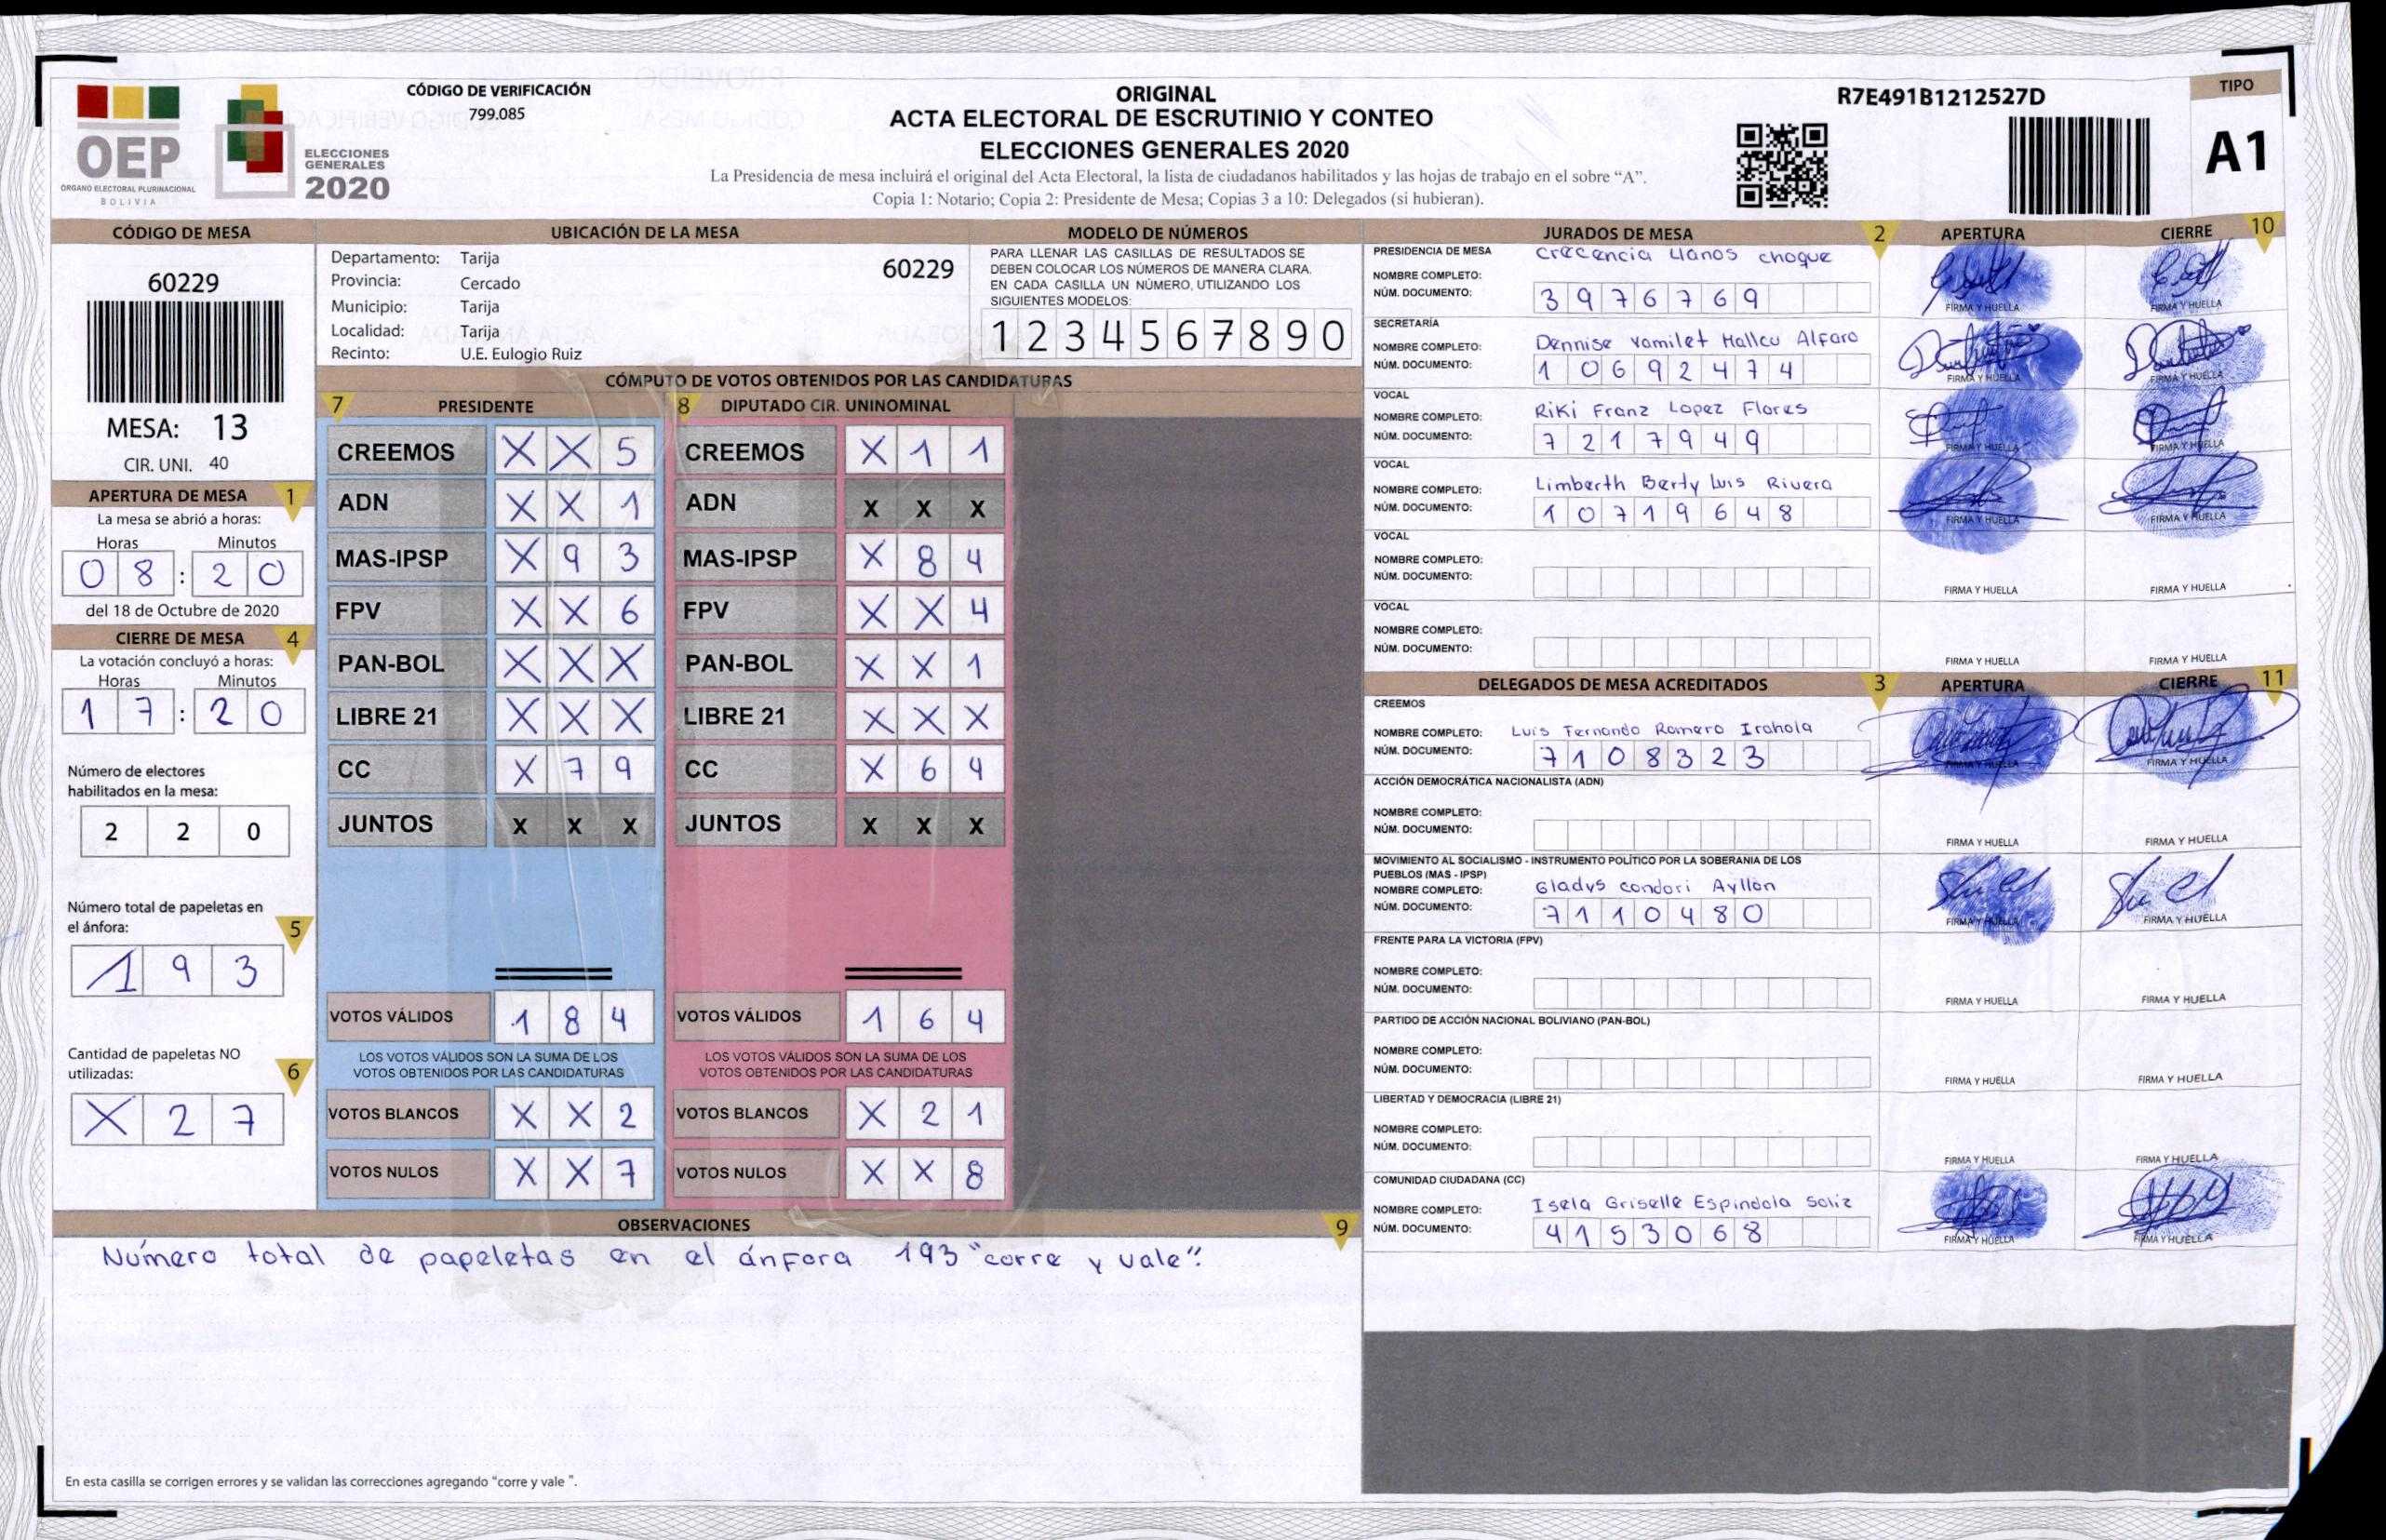 OEP
ÓRGANO ELECTORAL PLURINACIONAL
BOLIVIA
ELECCIONES
GENERALES
2020
CÓDIGO DE VERIFICACIÓN
799.085
ORIGINAL
ACTA ELECTORAL DE ESCRUTINIO Y CONTEO
ELECCIONES GENERALES 2020
La Presidencia de mesa incluirá el original del Acta Electoral, la lista de ciudadanos habilitados y las hojas de trabajo en el sobre “A”.
Copia 1: Notario; Copia 2: Presidente de Mesa; Copias 3 a 10: Delegados (si hubieran).
R7E491B1212527D
TIPO
A1
CÓDIGO DE MESA
60229
MESA: 13
CIR. UNI. 40
APERTURA DE MESA 1
La mesa se abrió a horas:
Horas Minutos
0 8 : 2 0
del 18 de Octubre de 2020
CIERRE DE MESA 4
La votación concluyó a horas:
Horas Minutos
1 7 : 2 0
Número de electores
habilitados en la mesa:
2 2 0
Número total de papeletas en
el ánfora: 5
1 9 3
Cantidad de papeletas NO
utilizadas: 6
X 2 7
UBICACIÓN DE LA MESA
Departamento: Tarija
60229
Provincia: Cercado
Municipio: Tarija
Localidad: Tarija
Recinto: U.E. Eulogio Ruiz
MODELO DE NÚMEROS
PARA LLENAR LAS CASILLAS DE RESULTADOS SE
DEBEN COLOCAR LOS NÚMEROS DE MANERA CLARA.
EN CADA CASILLA UN NÚMERO, UTILIZANDO LOS
SIGUIENTES MODELOS:
1 2 3 4 5 6 7 8 9 0
CÓMPUTO DE VOTOS OBTENIDOS POR LAS CANDIDATURAS
7 PRESIDENTE
CREEMOS X X 5
ADN X X 1
MAS-IPSP X 9 3
FPV X X 6
PAN-BOL X X X
LIBRE 21 X X X
CC X 7 9
JUNTOS X X X
VOTOS VÁLIDOS 1 8 4
LOS VOTOS VÁLIDOS SON LA SUMA DE LOS
VOTOS OBTENIDOS POR LAS CANDIDATURAS
VOTOS BLANCOS X X 2
VOTOS NULOS X X 7
8 DIPUTADO CIR. UNINOMINAL
CREEMOS X 1 1
ADN X X X
MAS-IPSP X 8 4
FPV X X 4
PAN-BOL X X 1
LIBRE 21 X X X
CC X 6 4
JUNTOS X X X
VOTOS VÁLIDOS 1 6 4
LOS VOTOS VÁLIDOS SON LA SUMA DE LOS
VOTOS OBTENIDOS POR LAS CANDIDATURAS
VOTOS BLANCOS X 2 1
VOTOS NULOS X X 8
OBSERVACIONES 9
Número total de papeletas en el ánfora 193 "corre y vale".
En esta casilla se corrigen errores y se validan las correcciones agregando “corre y vale ”.
JURADOS DE MESA 2 APERTURA CIERRE 10
PRESIDENCIA DE MESA
NOMBRE COMPLETO: Crecencia Llanos choque
NÚM. DOCUMENTO: 3 9 7 6 7 6 9
FIRMA Y HUELLA FIRMA Y HUELLA
SECRETARÍA
NOMBRE COMPLETO: Dennise Yamilet Hallcu Alfaro
NÚM. DOCUMENTO: 1 0 6 9 2 4 7 4
FIRMA Y HUELLA FIRMA Y HUELLA
VOCAL
NOMBRE COMPLETO: Riki Franz Lopez Flores
NÚM. DOCUMENTO: 7 2 1 7 9 4 9
FIRMA Y HUELLA FIRMA Y HUELLA
VOCAL
NOMBRE COMPLETO: Limberth Berty Luis Rivera
NÚM. DOCUMENTO: 1 0 7 1 9 6 4 8
FIRMA Y HUELLA FIRMA Y HUELLA
VOCAL
NOMBRE COMPLETO:
NÚM. DOCUMENTO:
FIRMA Y HUELLA FIRMA Y HUELLA
VOCAL
NOMBRE COMPLETO:
NÚM. DOCUMENTO:
FIRMA Y HUELLA FIRMA Y HUELLA
DELEGADOS DE MESA ACREDITADOS 3 APERTURA CIERRE 11
CREEMOS
NOMBRE COMPLETO: Luis Fernando Romero Irahola
NÚM. DOCUMENTO: 7 1 0 8 3 2 3
FIRMA Y HUELLA FIRMA Y HUELLA
ACCIÓN DEMOCRÁTICA NACIONALISTA (ADN)
NOMBRE COMPLETO:
NÚM. DOCUMENTO:
FIRMA Y HUELLA FIRMA Y HUELLA
MOVIMIENTO AL SOCIALISMO - INSTRUMENTO POLÍTICO POR LA SOBERANIA DE LOS
PUEBLOS (MAS - IPSP)
NOMBRE COMPLETO: Gladys condori Ayllon
NÚM. DOCUMENTO: 7 1 1 0 4 8 0
FIRMA Y HUELLA FIRMA Y HUELLA
FRENTE PARA LA VICTORIA (FPV)
NOMBRE COMPLETO:
NÚM. DOCUMENTO:
FIRMA Y HUELLA FIRMA Y HUELLA
PARTIDO DE ACCIÓN NACIONAL BOLIVIANO (PAN-BOL)
NOMBRE COMPLETO:
NÚM. DOCUMENTO:
FIRMA Y HUELLA FIRMA Y HUELLA
LIBERTAD Y DEMOCRACIA (LIBRE 21)
NOMBRE COMPLETO:
NÚM. DOCUMENTO:
FIRMA Y HUELLA FIRMA Y HUELLA
COMUNIDAD CIUDADANA (CC)
NOMBRE COMPLETO: Isela Griselle Espindola Soliz
NÚM. DOCUMENTO: 4 1 5 3 0 6 8
FIRMA Y HUELLA FIRMA Y HUELLA